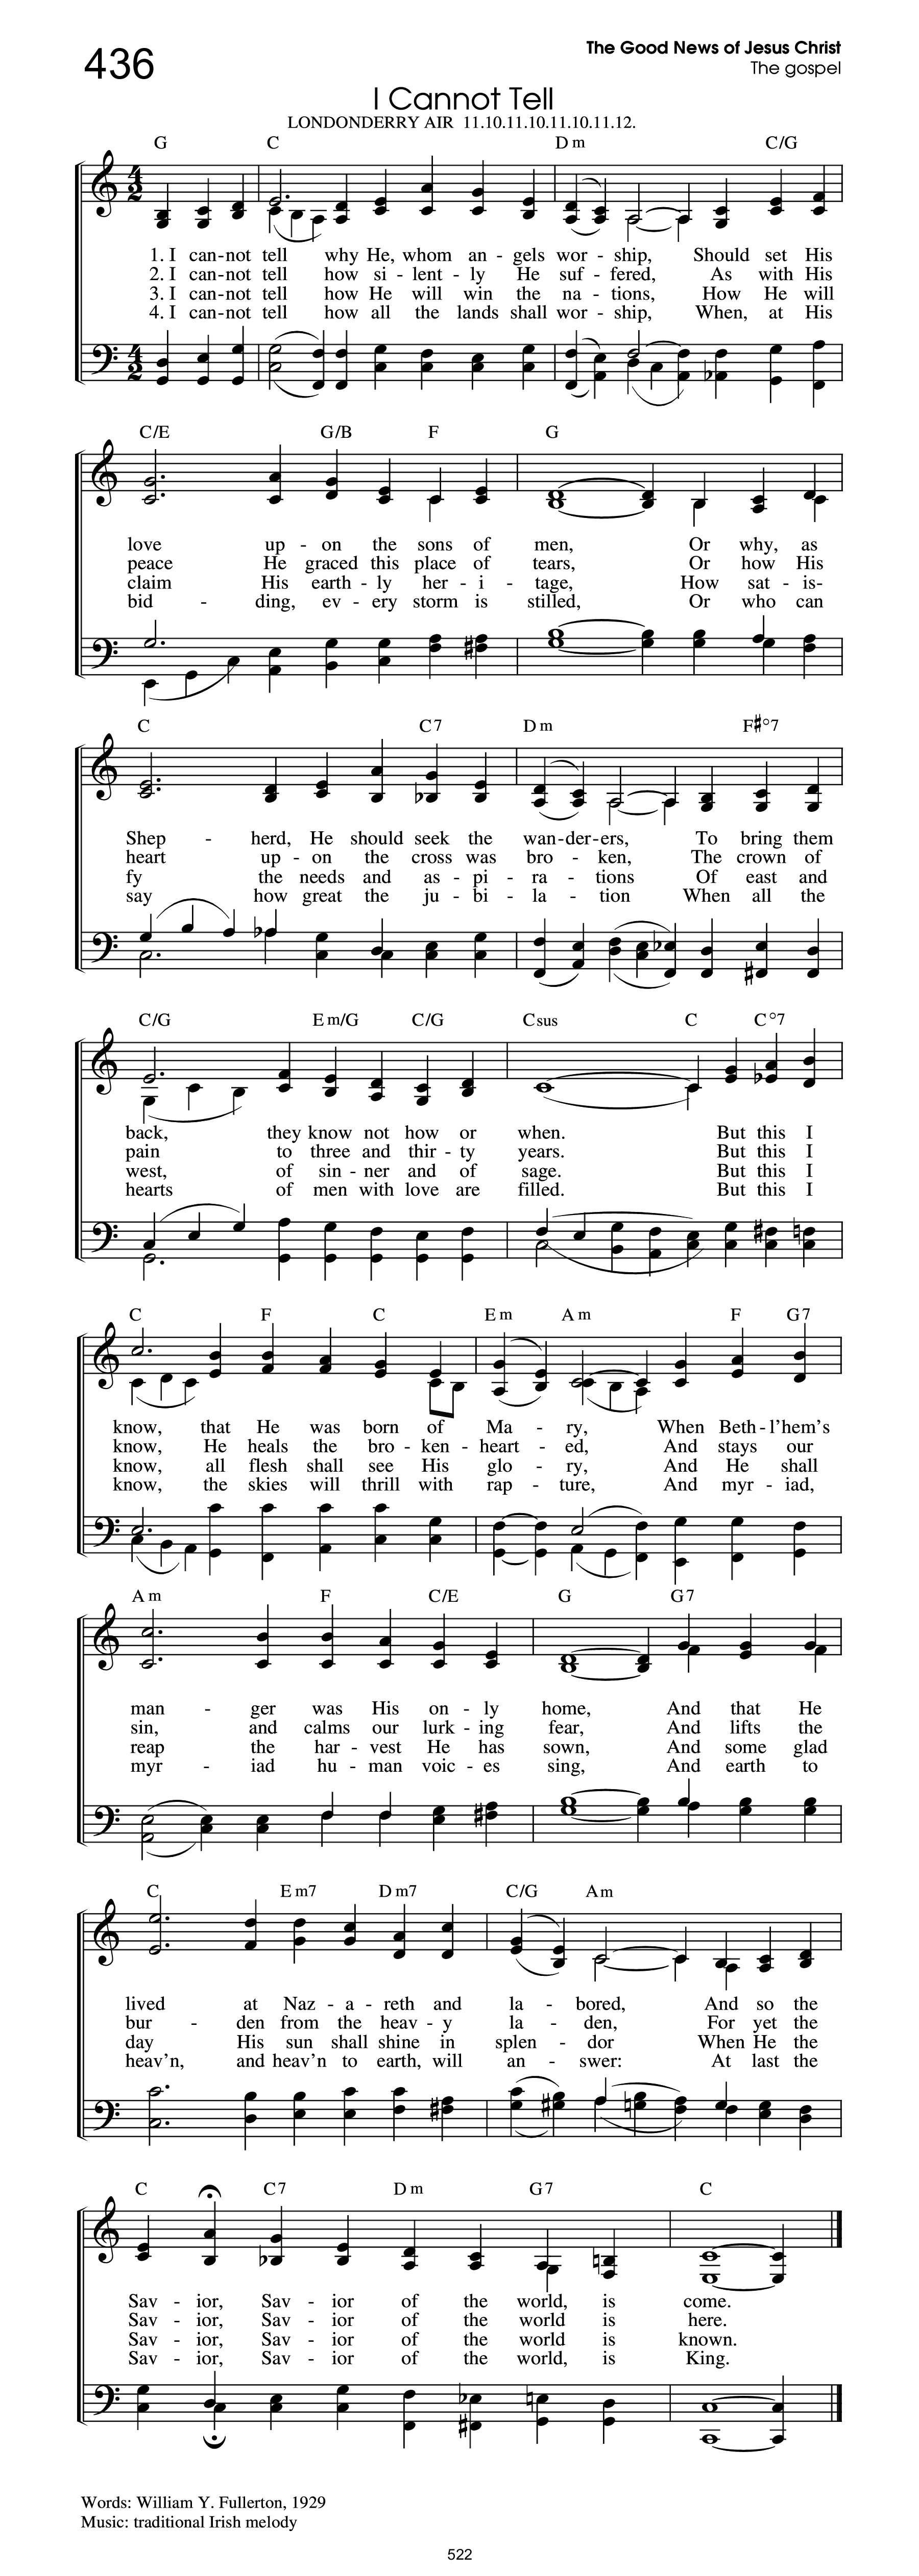 436
The Good News of Jesus Christ
The gospel
I Cannot Tell
LONDONDERRY AIR 11.10.11.10.11.10.11.12.
G C Dm C/G
1. I can-not tell why He, whom an - gels wor - ship, Should set His
2. I can-not tell how si - lent - ly He suf - fered, As with His
3. I can-not tell how He will win the na - tions, How He will
4. I can-not tell how all the lands shall wor - ship, When, at His
C/E G/B F G
love up - on the sons of men, Or why, as
peace He graced this place of tears, Or how His
claim His earth - ly her - i - tage, How sat - is-
bid - ding, ev - ery storm is stilled, Or who can
C C7 Dm F#°7
Shep - herd, He should seek the wan-der-ers, To bring them
heart up - on the cross was bro - ken, The crown of
fy the needs and as - pi - ra - tions Of east and
say how great the ju - bi - la - tion When all the
C/G Em/G C/G Csus C C°7
back, they know not how or when. But this I
pain to three and thir - ty years. But this I
west, of sin - ner and of sage. But this I
hearts of men with love are filled. But this I
C F C Em Am F G7
know, that He was born of Ma - ry, When Beth-l'hem's
know, He heals the bro - ken - heart - ed, And stays our
know, all flesh shall see His glo - ry, And He shall
know, the skies will thrill with rap - ture, And myr - iad,
Am F C/E G G7
man - ger was His on - ly home, And that He
sin, and calms our lurk - ing fear, And lifts the
reap the har - vest He has sown, And some glad
myr - iad hu - man voic - es sing, And earth to
C Em7 Dm7 C/G Am
lived at Naz - a - reth and la - bored, And so the
bur - den from the heav - y la - den, For yet the
day His sun shall shine in splen - dor When He the
heav'n, and heav'n to earth, will an - swer: At last the
C C7 Dm G7 C
Sav - ior, Sav - ior of the world, is come.
Sav - ior, Sav - ior of the world is here.
Sav - ior, Sav - ior of the world is known.
Sav - ior, Sav - ior of the world, is King.
Words: William Y. Fullerton, 1929
Music: traditional Irish melody
522